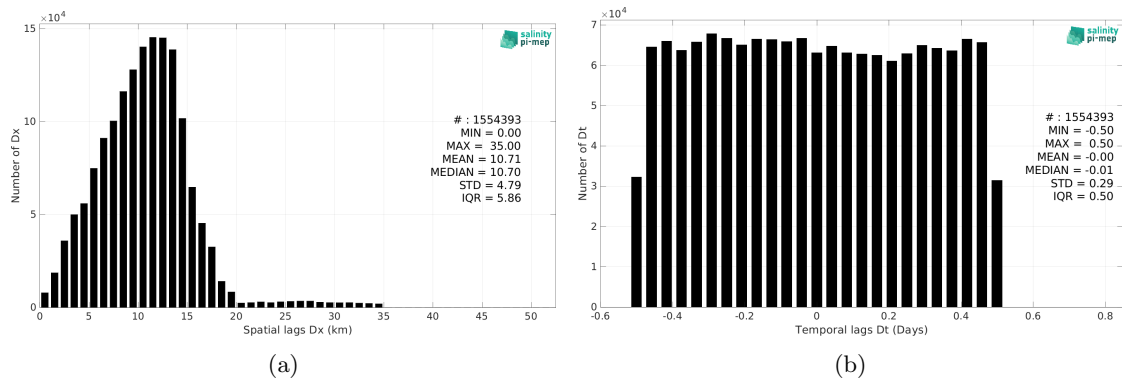 ×10⁴
15
10
5
0
Number of Dx
0 5 10 15 20 25 30 35 40 45 50
Spatial lags Dx (km)
salinity
pi-mep
# : 1554393
MIN = 0.00
MAX = 35.00
MEAN = 10.71
MEDIAN = 10.70
STD = 4.79
IQR = 5.86
(a)
×10⁴
7
6
5
4
3
2
1
0
Number of Dt
-0.6 -0.4 -0.2 0 0.2 0.4 0.6 0.8
Temporal lags Dt (Days)
salinity
pi-mep
# : 1554393
MIN = -0.50
MAX = 0.50
MEAN = -0.00
MEDIAN = -0.01
STD = 0.29
IQR = 0.50
(b)